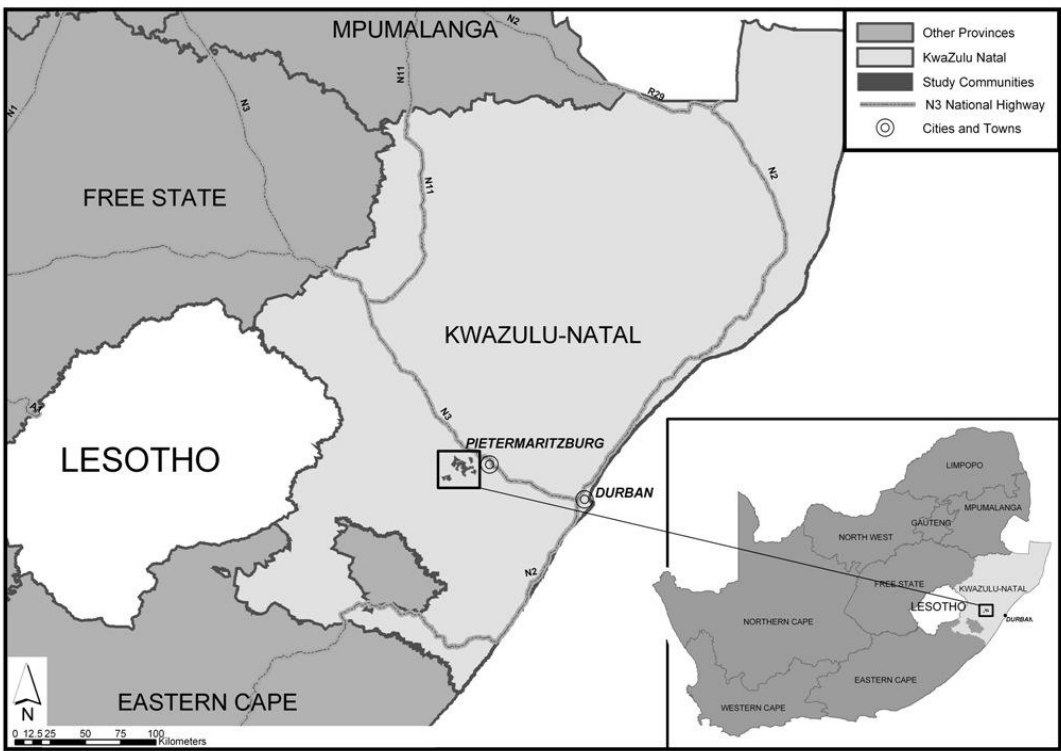 MPUMALANGA
N2
N11
N3
N1
R29
N2
N11
FREE STATE
KWAZULU-NATAL
A1
N3
PIETERMARITZBURG
LESOTHO
DURBAN
N2
EASTERN CAPE
N
0 12.5 25 50 75 100
Kilometers
Other Provinces
KwaZulu Natal
Study Communities
N3 National Highway
Cities and Towns
LIMPOPO
MPUMALANGA
GAUTENG
NORTH WEST
FREE STATE
KWAZULU-NATAL
LESOTHO
DURBAN
NORTHERN CAPE
EASTERN CAPE
WESTERN CAPE